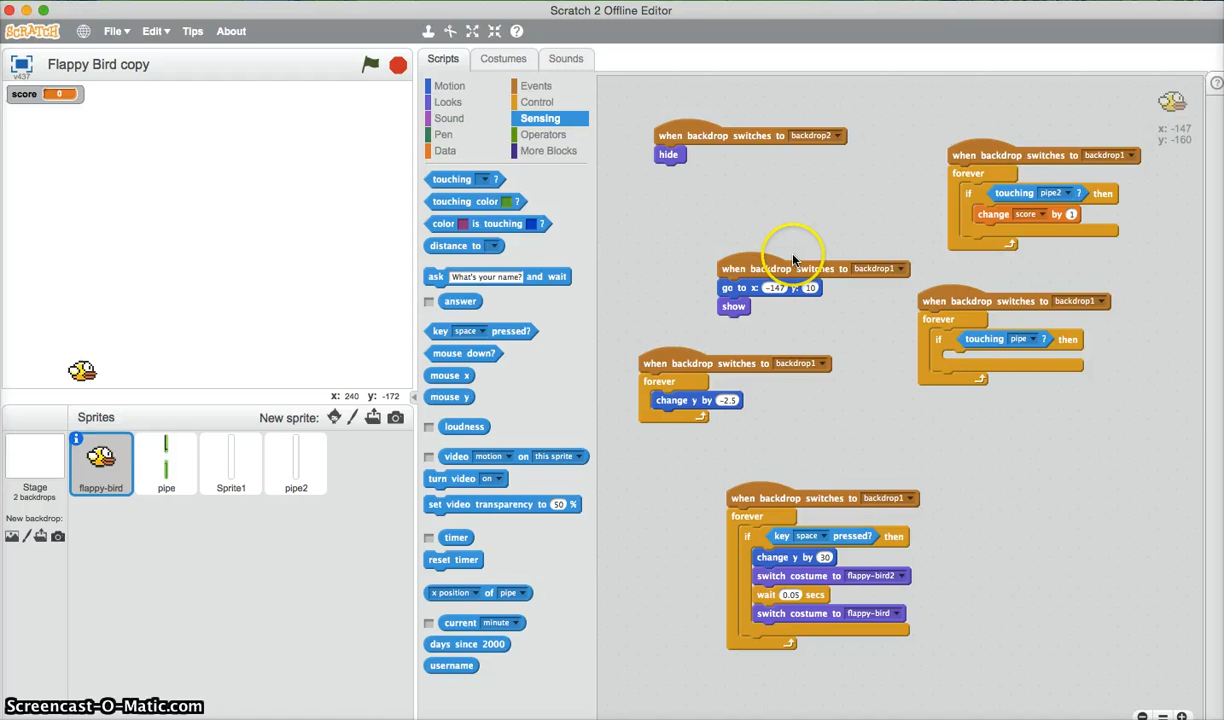 Scratch 2 Offline Editor
SCRATCH File Edit Tips About
Flappy Bird copy
v437
score 0
x: 240 y: -172
Sprites New sprite:
Stage
2 backdrops
New backdrop:
flappy-bird
pipe
Sprite1
pipe2
Scripts Costumes Sounds
Motion Events
Looks Control
Sound Sensing
Pen Operators
Data More Blocks
touching ?
touching color ?
color is touching ?
distance to
ask What's your name? and wait
answer
key space pressed?
mouse down?
mouse x
mouse y
loudness
video motion on this sprite
turn video on
set video transparency to 50 %
timer
reset timer
x position of pipe
current minute
days since 2000
username
when backdrop switches to backdrop2
hide
when backdrop switches to backdrop1
go to x: -147 y: 10
show
when backdrop switches to backdrop1
forever
change y by -2.5
when backdrop switches to backdrop1
forever
if key space pressed? then
change y by 30
switch costume to flappy-bird2
wait 0.05 secs
switch costume to flappy-bird
x: -147
y: -160
when backdrop switches to backdrop1
forever
if touching pipe2 ? then
change score by 1
when backdrop switches to backdrop1
forever
if touching pipe ? then
Screencast-O-Matic.com